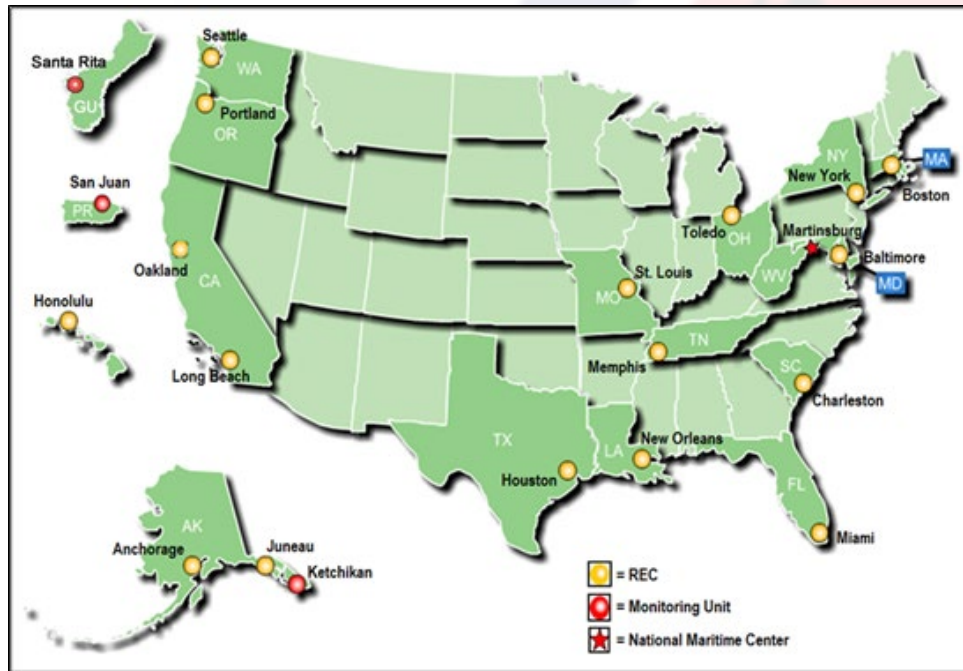 Seattle
Santa Rita
WA
GU
Portland
OR
NY
MA
San Juan
New York
Boston
PR
Toledo
OH
Martinsburg
Oakland
CA
St. Louis
WV
Baltimore
MD
MO
Honolulu
TN
Memphis
Long Beach
SC
Charleston
TX
New Orleans
LA
Houston
FL
AK
Miami
Anchorage
Juneau
Ketchikan
= REC
= Monitoring Unit
= National Maritime Center